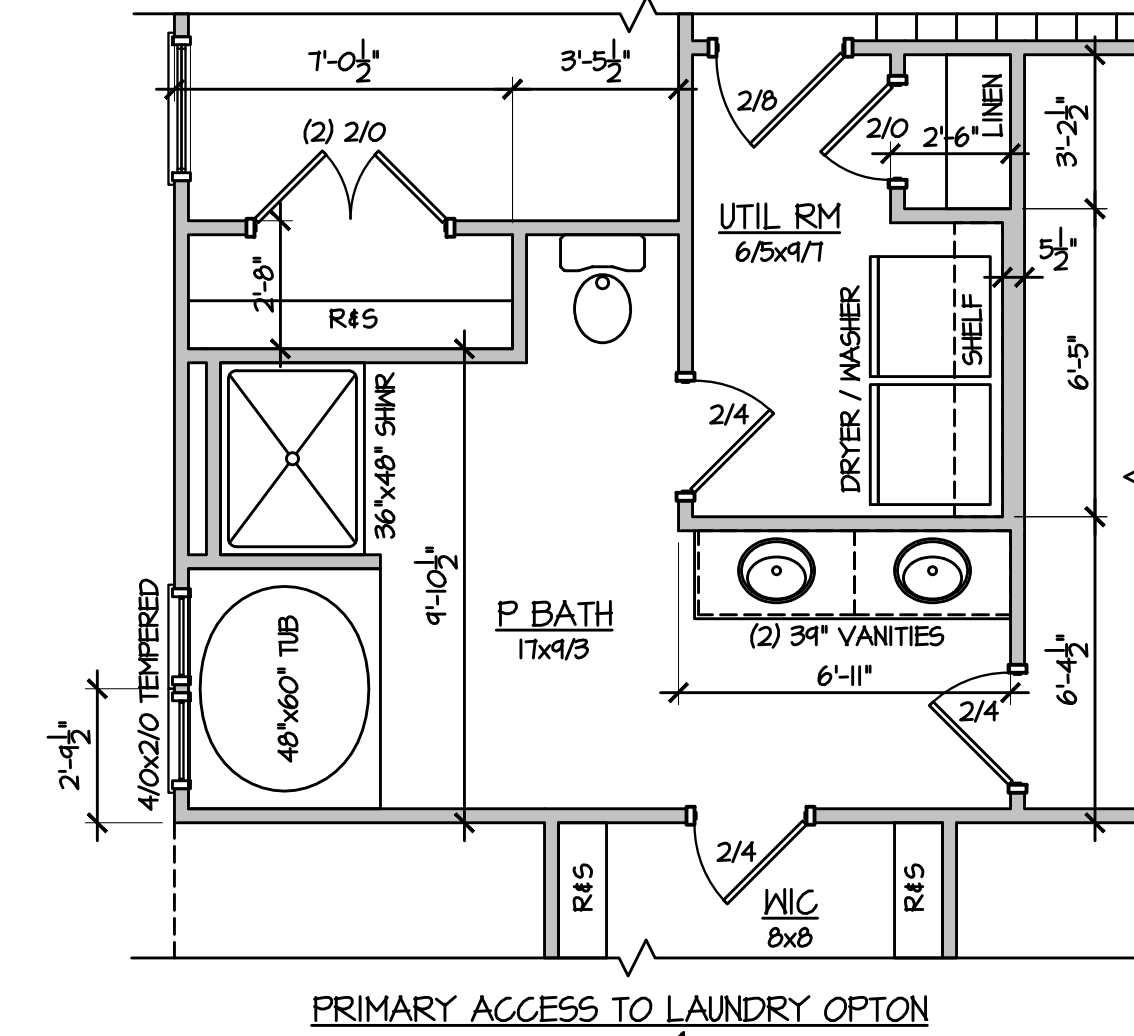 7'-0½"
3'-5½"
(2) 2/0
2/8
2/0
2'-6"
LINEN
3'-2½"
UTIL RM
6/5x9/7
5½"
2'-8"
R&S
DRYER / WASHER
SHELF
6'-5"
36"x48" SHWR
2/4
9'-10½"
P BATH
17x9/3
(2) 39" VANITIES
6'-11"
6'-4½"
2/4
4/0x2/0 TEMPERED
48"x60" TUB
2'-9½"
2/4
R&S
WIC
8x8
R&S
PRIMARY ACCESS TO LAUNDRY OPTON